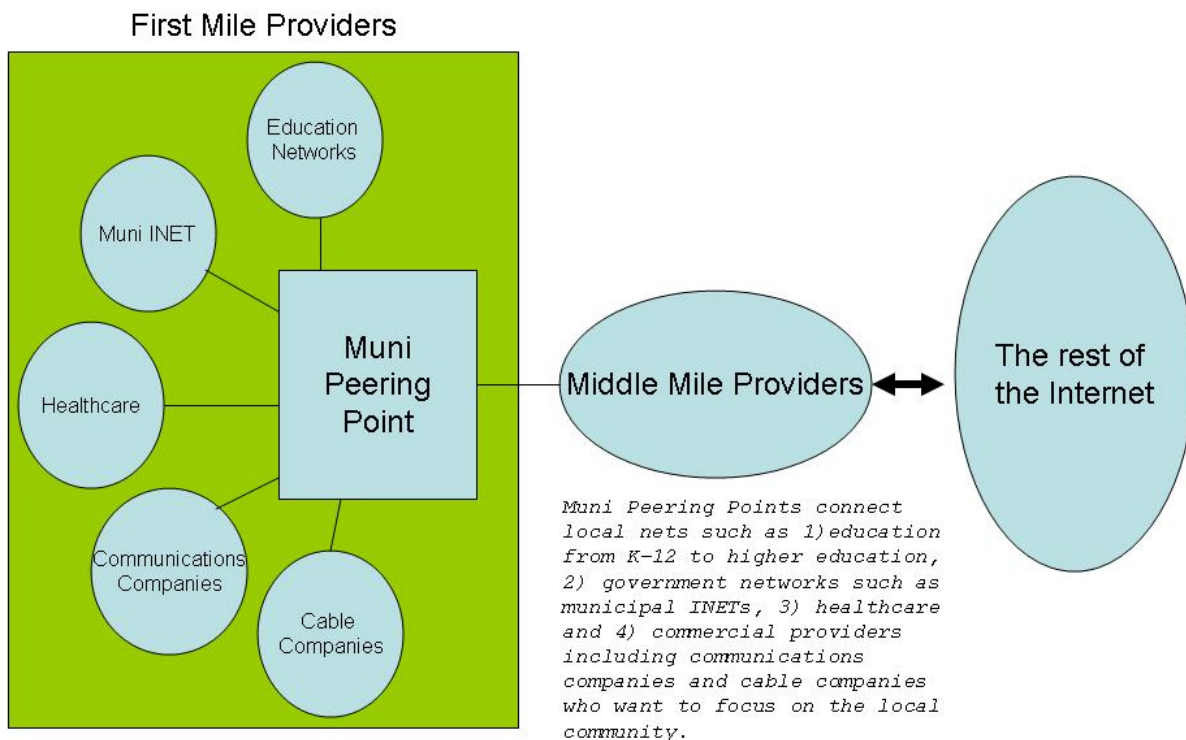 First Mile Providers
Education
Networks
Muni INET
Healthcare
Communications
Companies
Cable
Companies
Muni
Peering
Point
Middle Mile Providers
The rest of
the Internet
Muni Peering Points connect
local nets such as 1)education
from K-12 to higher education,
2) government networks such as
municipal INETs, 3) healthcare
and 4) commercial providers
including communications
companies and cable companies
who want to focus on the local
community.